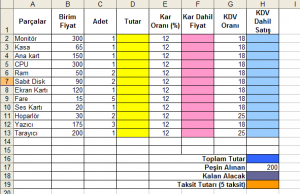 A B C D E F G H
1 Parçalar Birim Fiyat Adet Tutar Kar Oranı (%) Kar Dahil Fiyat KDV Oranı KDV Dahil Satış
2 Monitör 300 1 12 18
3 Kasa 65 1 12 18
4 Ana kart 150 1 12 18
5 CPU 300 1 12 18
6 Ram 50 2 12 18
7 Sabit Disk 90 2 12 18
8 Ekran Kartı 120 1 12 18
9 Fare 15 5 12 18
10 Ses Kartı 20 1 12 18
11 Hoparlör 30 2 12 25
12 Yazıcı 175 3 12 18
13 Tarayıcı 200 1 12 25
14
15
16 Toplam Tutar
17 Peşin Alınan 200
18 Kalan Alacak
19 Taksit Tutarı (5 taksit)